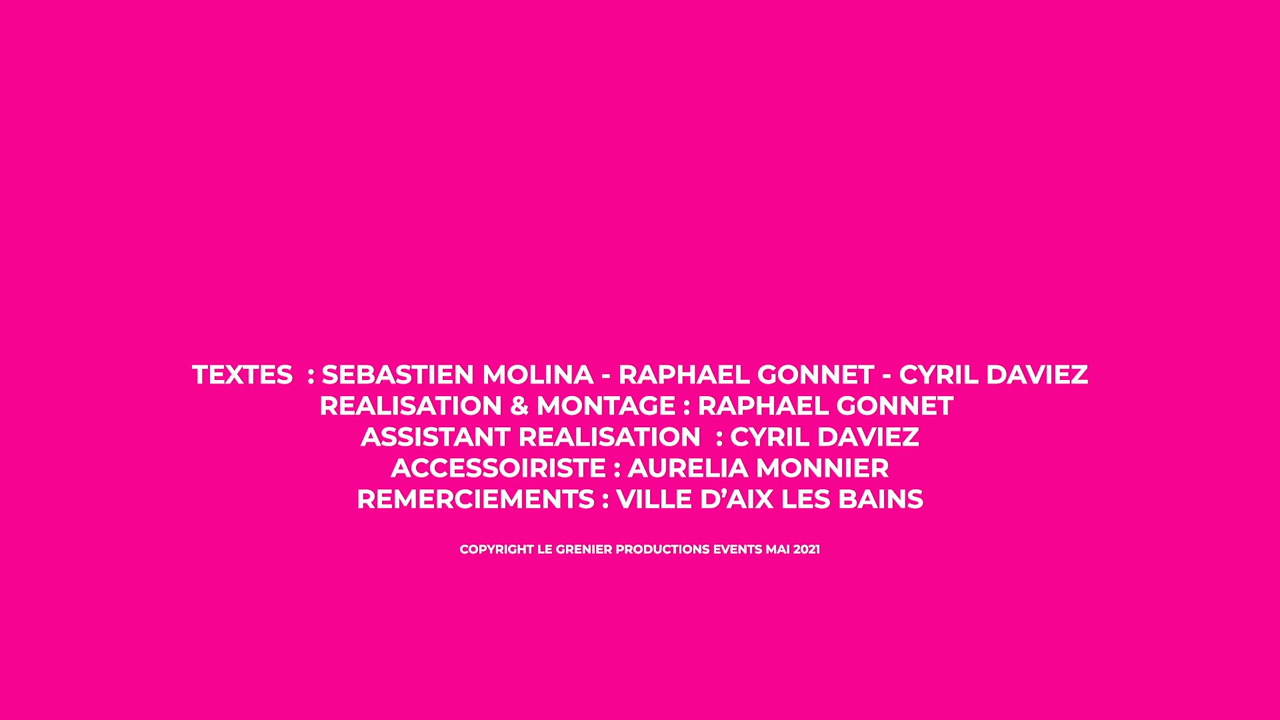 TEXTES  : SEBASTIEN MOLINA - RAPHAEL GONNET - CYRIL DAVIEZ
REALISATION & MONTAGE : RAPHAEL GONNET
ASSISTANT REALISATION  : CYRIL DAVIEZ
ACCESSOIRISTE : AURELIA MONNIER
REMERCIEMENTS : VILLE D’AIX LES BAINS
COPYRIGHT LE GRENIER PRODUCTIONS EVENTS MAI 2021